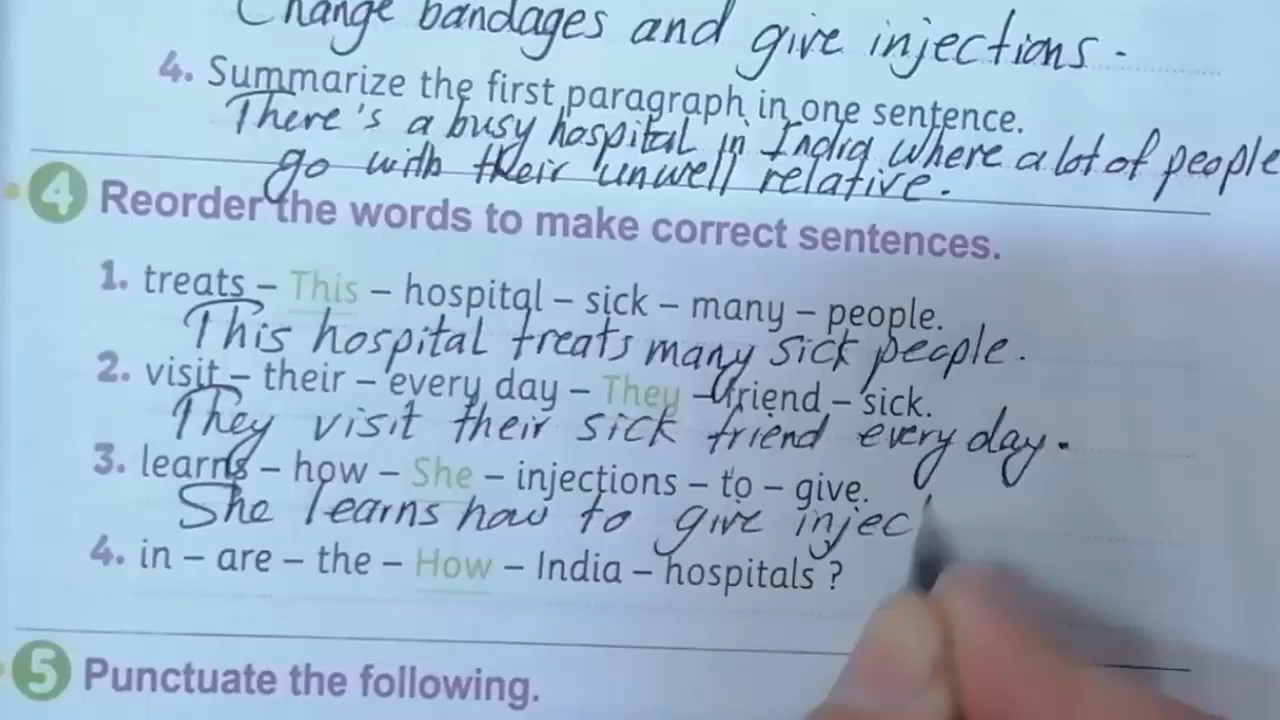 Change bandages and give injections.
4. Summarize the first paragraph in one sentence.
There's a busy hospital in India where a lot of people
go with their unwell relative.
4 Reorder the words to make correct sentences.
1. treats – This – hospital – sick – many – people.
This hospital treats many sick people.
2. visit – their – every day – They – friend – sick.
They visit their sick friend every day.
3. learns – how – She – injections – to – give.
She learns how to give injec
4. in – are – the – How – India – hospitals ?
5 Punctuate the following.